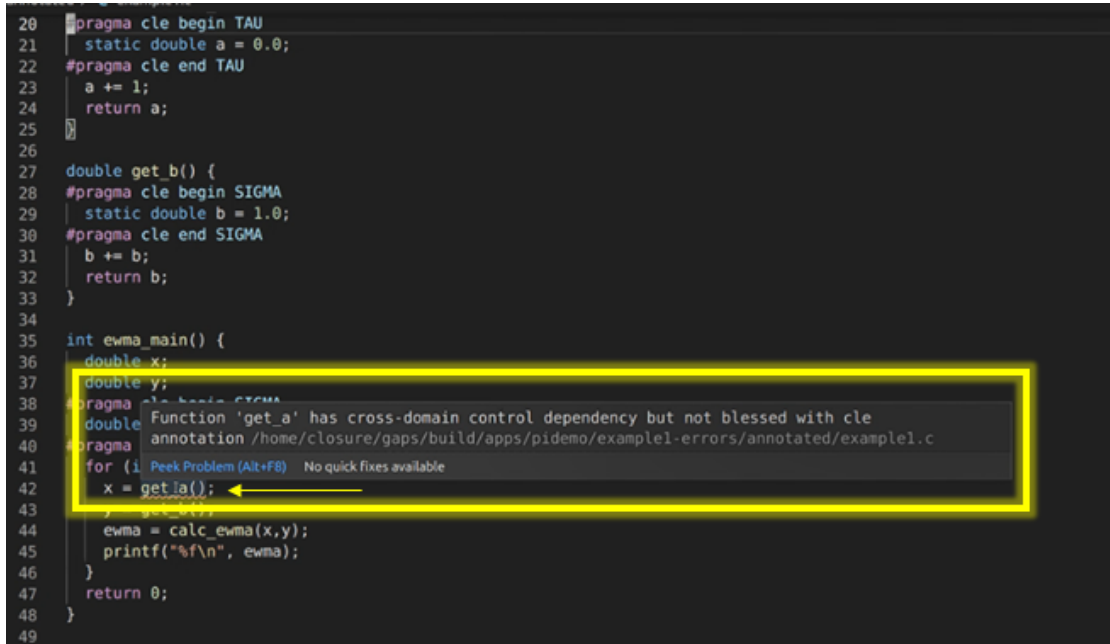 20 #pragma cle begin TAU
21 static double a = 0.0;
22 #pragma cle end TAU
23 a += 1;
24 return a;
25 }
26
27 double get_b() {
28 #pragma cle begin SIGMA
29 static double b = 1.0;
30 #pragma cle end SIGMA
31 b += b;
32 return b;
33 }
34
35 int ewma_main() {
36 double x;
37 double y;
38 #pragma cle begin SIGMA
Function 'get_a' has cross-domain control dependency but not blessed with cle
39 double
annotation /home/closure/gaps/build/apps/pidemo/example1-errors/annotated/example1.c
40 #pragma
41 for (i
Peek Problem (Alt+F8) No quick fixes available
42 x = get_a();
43 y = get_b();
44 ewma = calc_ewma(x,y);
45 printf("%f\n", ewma);
46 }
47 return 0;
48 }
49